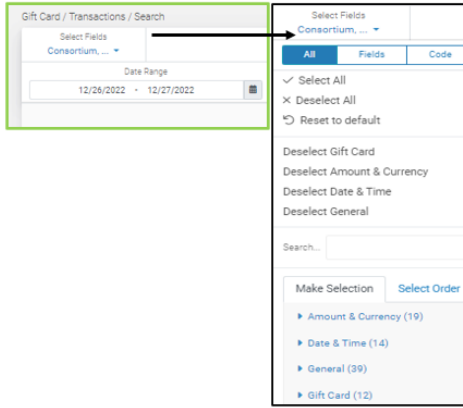 Gift Card / Transactions / Search
Select Fields
Consortium, ...
Date Range
12/26/2022 - 12/27/2022
Select Fields
Consortium, ...
All Fields Code
Select All
Deselect All
Reset to default
Deselect Gift Card
Deselect Amount & Currency
Deselect Date & Time
Deselect General
Search...
Make Selection Select Order
Amount & Currency (19)
Date & Time (14)
General (39)
Gift Card (12)